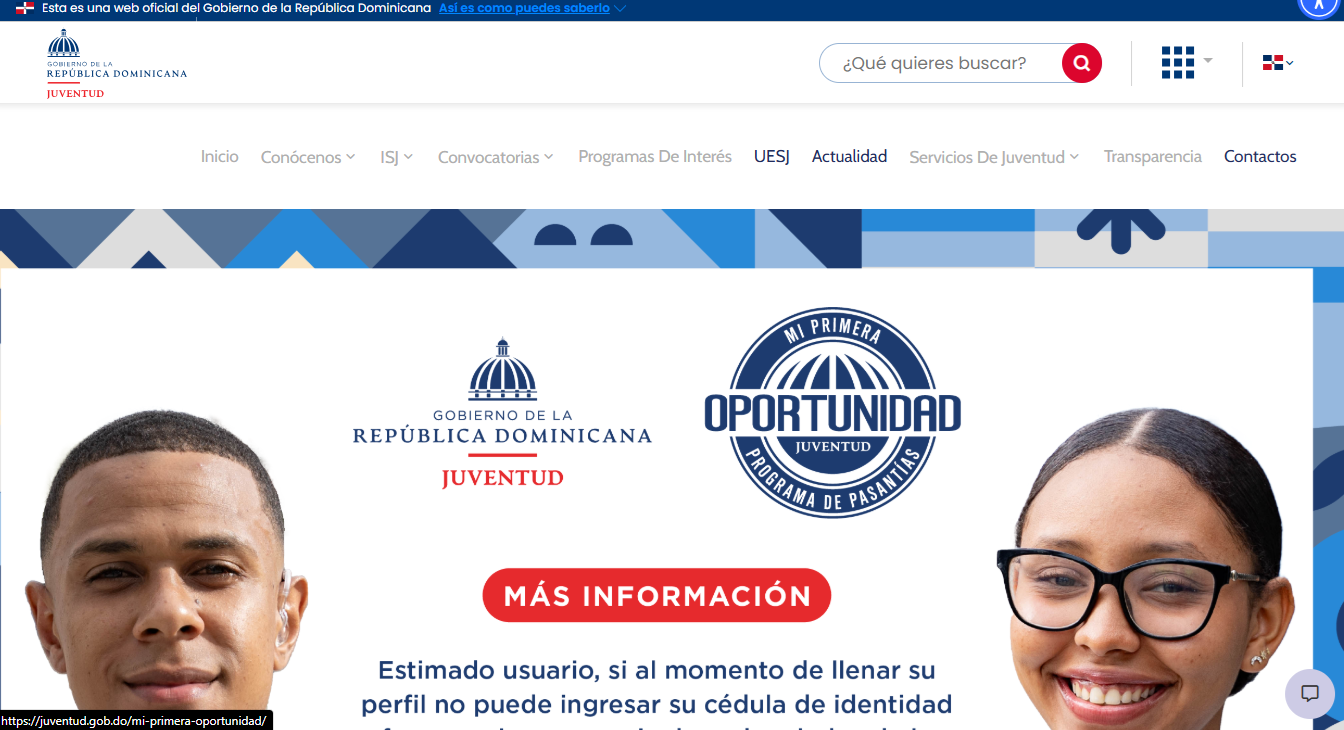 Esta es una web oficial del Gobierno de la República Dominicana Así es como puedes saberlo
GOBIERNO DE LA
REPÚBLICA DOMINICANA
JUVENTUD
¿Qué quieres buscar?
Inicio Conócenos ISJ Convocatorias Programas De Interés UESJ Actualidad Servicios De Juventud Transparencia Contactos
GOBIERNO DE LA
REPÚBLICA DOMINICANA
JUVENTUD
MI PRIMERA
OPORTUNIDAD
JUVENTUD
PROGRAMA DE PASANTÍAS
MÁS INFORMACIÓN
Estimado usuario, si al momento de llenar su
perfil no puede ingresar su cédula de identidad
https://juventud.gob.do/mi-primera-oportunidad/